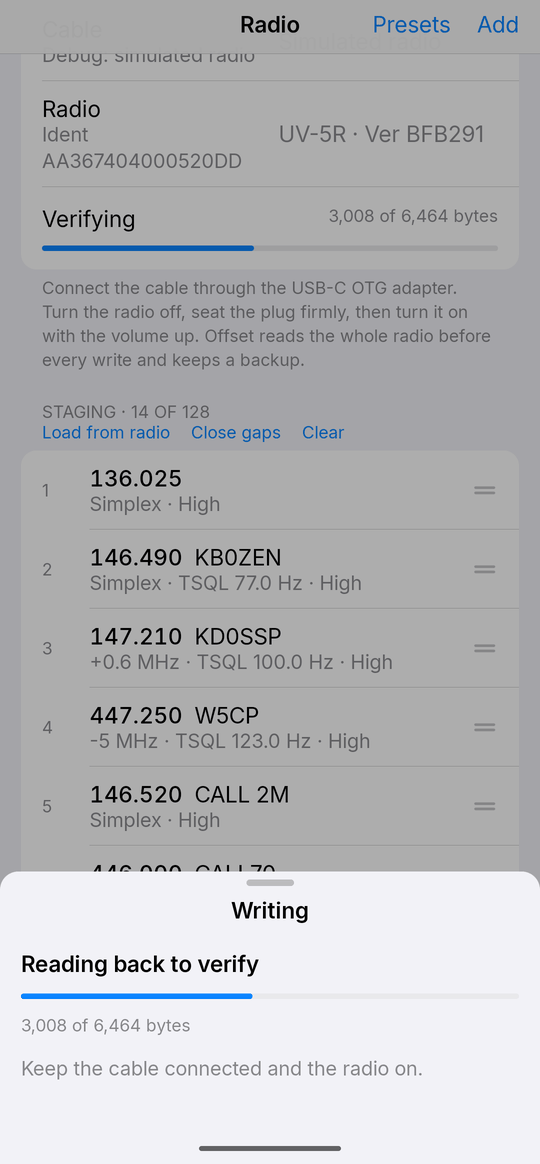 Radio
Presets
Add
Cable
Simulated radio
Debug: simulated radio
Radio
Ident
AA367404000520DD
UV-5R · Ver BFB291
Verifying
3,008 of 6,464 bytes
Connect the cable through the USB-C OTG adapter.
Turn the radio off, seat the plug firmly, then turn it on
with the volume up. Offset reads the whole radio before
every write and keeps a backup.
STAGING · 14 OF 128
Load from radio Close gaps Clear
1
136.025
Simplex · High
2
146.490 KB0ZEN
Simplex · TSQL 77.0 Hz · High
3
147.210 KD0SSP
+0.6 MHz · TSQL 100.0 Hz · High
4
447.250 W5CP
-5 MHz · TSQL 123.0 Hz · High
5
146.520 CALL 2M
Simplex · High
446.000 CALL70
Writing
Reading back to verify
3,008 of 6,464 bytes
Keep the cable connected and the radio on.